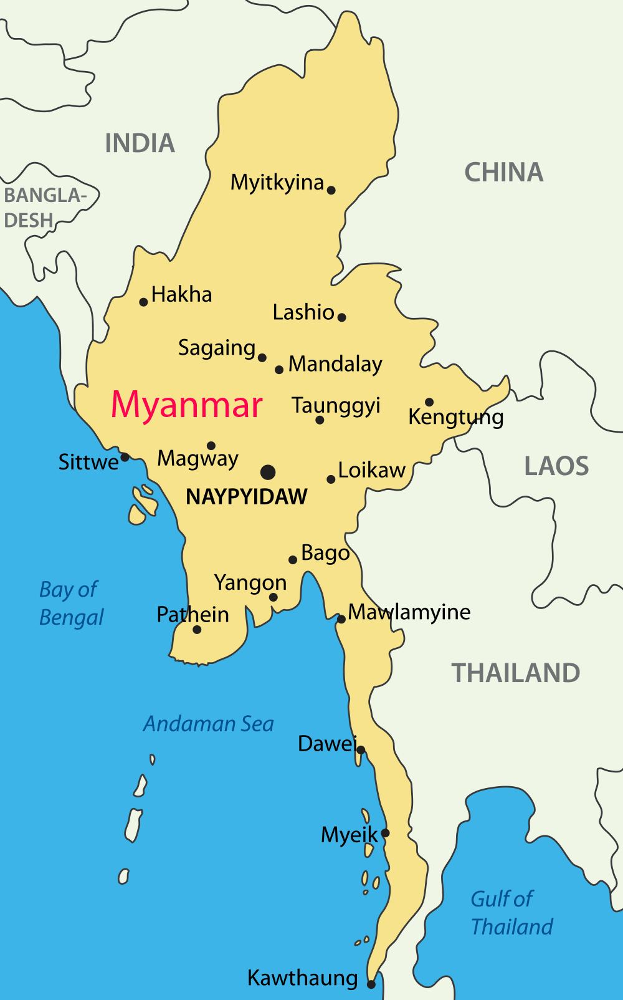 INDIA
CHINA
Myitkyina
BANGLA-
DESH
Hakha
Lashio
Sagaing
Mandalay
Myanmar
Taunggyi
Kengtung
Sittwe
Magway
Loikaw
LAOS
NAYPYIDAW
Bago
Yangon
Bay of
Bengal
Pathein
Mawlamyine
THAILAND
Andaman Sea
Dawei
Myeik
Gulf of
Thailand
Kawthaung